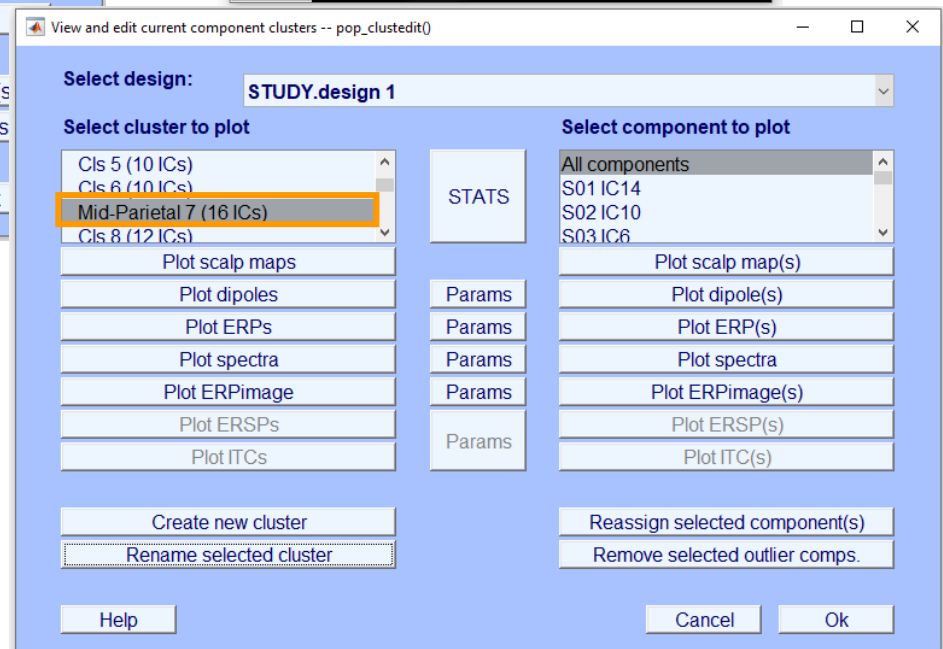 View and edit current component clusters -- pop_clustedit()
Select design:
STUDY.design 1
Select cluster to plot
Select component to plot
Cls 5 (10 ICs)
Cls 6 (10 ICs)
Mid-Parietal 7 (16 ICs)
Cls 8 (12 ICs)
STATS
All components
S01 IC14
S02 IC10
S03 IC6
Plot scalp maps
Plot scalp map(s)
Plot dipoles
Params
Plot dipole(s)
Plot ERPs
Params
Plot ERP(s)
Plot spectra
Params
Plot spectra
Plot ERPimage
Params
Plot ERPimage(s)
Plot ERSPs
Params
Plot ERSP(s)
Plot ITCs
Plot ITC(s)
Create new cluster
Reassign selected component(s)
Rename selected cluster
Remove selected outlier comps.
Help
Cancel
Ok